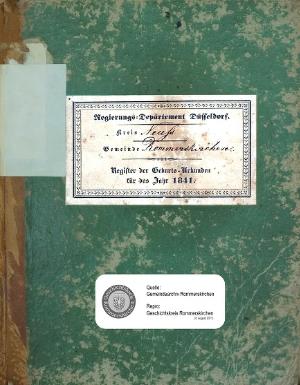 Regierungs-Departement Düsseldorf.
Kreis Neuß
Gemeinde Rommerskirchen
Register der Geburts-Urkunden
für das Jahr 1841.
Quelle:
Gemeindearchiv Rommerskirchen
Repro:
Geschichtskreis Rommerskirchen